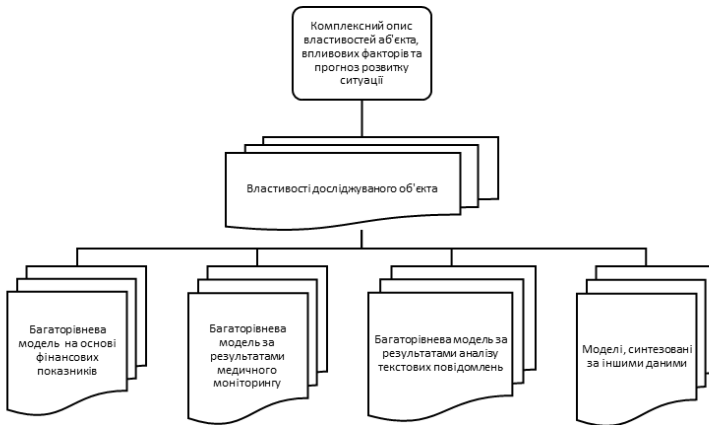 Комплексний опис
властивостей аб'єкта,
впливових факторів та
прогноз розвитку
ситуації
Властивості досліджуваного об'єкта
Багаторівнева
модель на основі
фінансових
показників
Багаторівнева
модель за
результатами
медичного
моніторингу
Багаторівнева модель за
результатами аналізу
текстових повідомлень
Моделі, синтезовані
за іншими даними